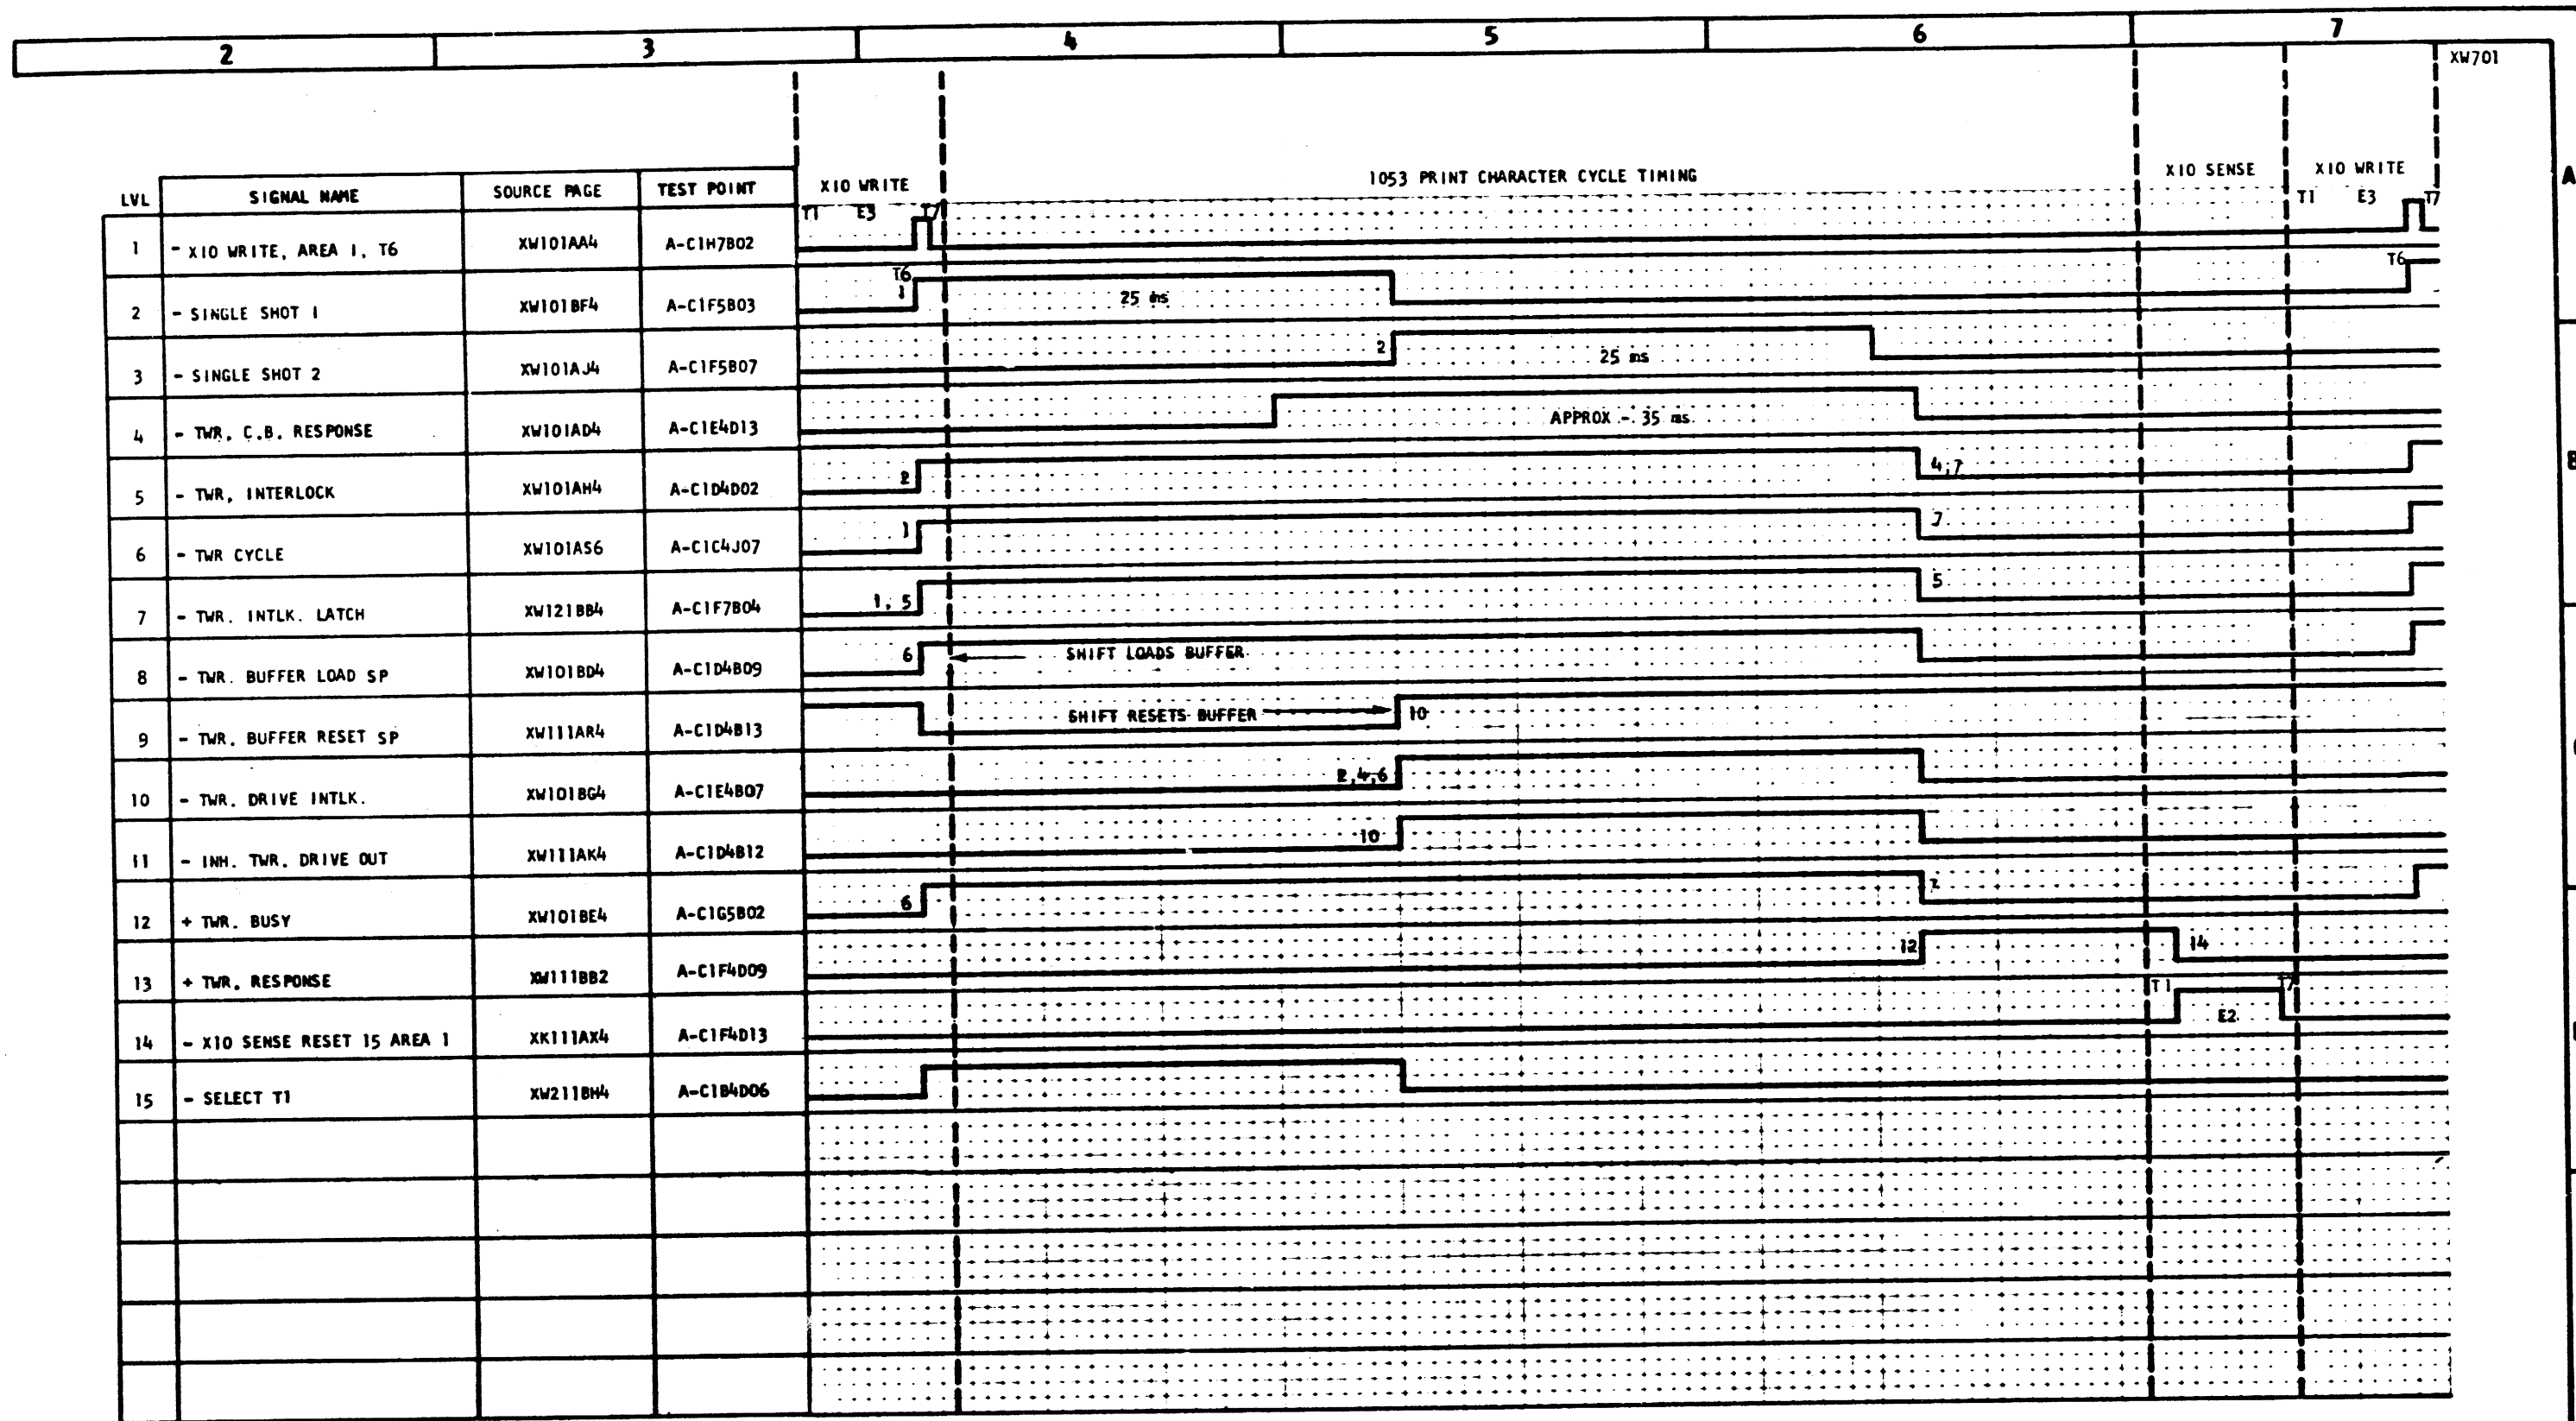 2 3 4 5 6 7
XW701
1053 PRINT CHARACTER CYCLE TIMING
XIO SENSE XIO WRITE
LVL SIGNAL NAME SOURCE PAGE TEST POINT XIO WRITE
A
T1 E3 T7 T1 E3 T7
1 - XIO WRITE, AREA 1, T6 XW101AA4 A-C1H7B02
T6 T6
1 25 ms
2 - SINGLE SHOT 1 XW101BF4 A-C1F5B03
2 25 ms
3 - SINGLE SHOT 2 XW101AJ4 A-C1F5B07
APPROX - 35 ms
4 - TWR, C.B. RESPONSE XW101AD4 A-C1E4D13
2 4,7
5 - TWR, INTERLOCK XW101AH4 A-C1D4D02
1 7
6 - TWR CYCLE XW101AS6 A-C1C4J07
1, 5 5
7 - TWR. INTLK. LATCH XW121BB4 A-C1F7B04
6 SHIFT LOADS BUFFER
8 - TWR. BUFFER LOAD SP XW101BD4 A-C1D4B09
SHIFT RESETS BUFFER 10
9 - TWR. BUFFER RESET SP XW111AR4 A-C1D4B13
2,4,6
10 - TWR. DRIVE INTLK. XW101BG4 A-C1E4B07
10
11 - INH. TWR. DRIVE OUT XW111AK4 A-C1D4B12
6 7
12 + TWR. BUSY XW101BE4 A-C1G5B02
12 14
13 + TWR, RESPONSE XW111BB2 A-C1F4D09
T1 T7
E2
14 - XIO SENSE RESET 15 AREA 1 XK111AX4 A-C1F4D13
15 - SELECT T1 XW211BH4 A-C1B4D06